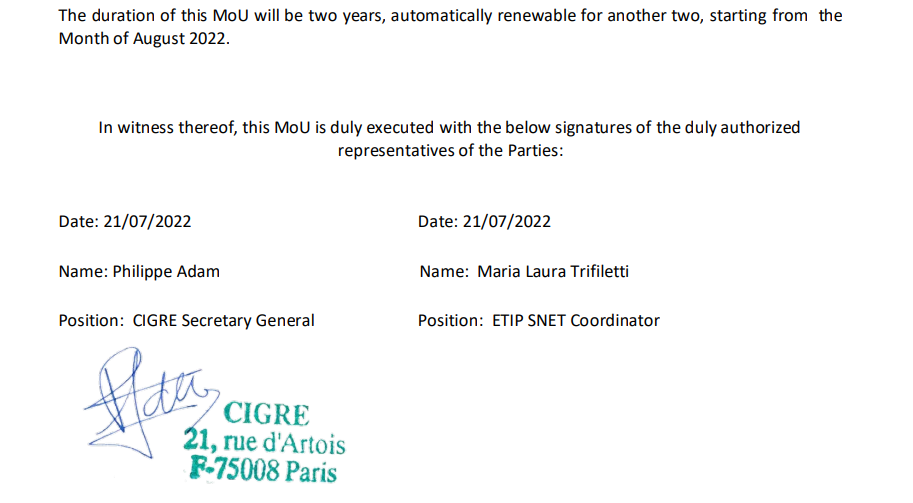 The duration of this MoU will be two years, automatically renewable for another two, starting from the
Month of August 2022.
In witness thereof, this MoU is duly executed with the below signatures of the duly authorized
representatives of the Parties:
Date: 21/07/2022
Date: 21/07/2022
Name: Philippe Adam
Name: Maria Laura Trifiletti
Position: CIGRE Secretary General
Position: ETIP SNET Coordinator
CIGRE
21, rue d'Artois
F-75008 Paris